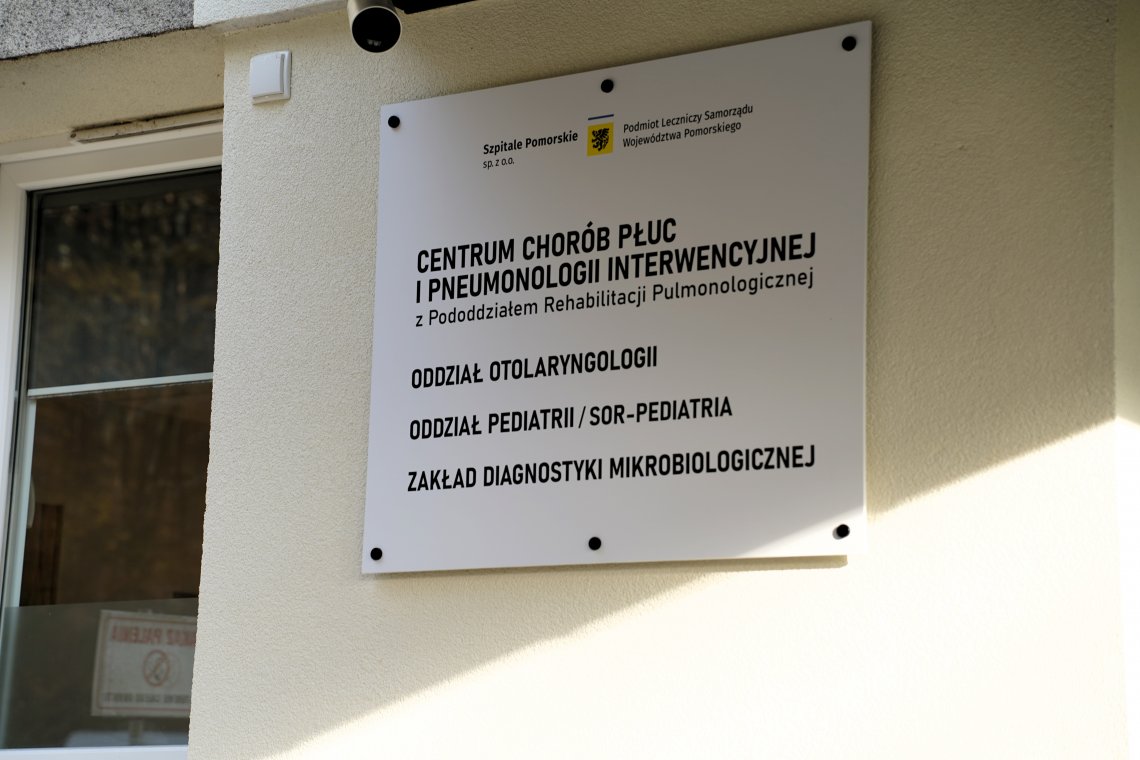 Szpitale Pomorskie
sp. z o.o.
Podmiot Leczniczy Samorządu
Województwa Pomorskiego
CENTRUM CHORÓB PŁUC
I PNEUMONOLOGII INTERWENCYJNEJ
z Pododdziałem Rehabilitacji Pulmonologicznej
ODDZIAŁ OTOLARYNGOLOGII
ODDZIAŁ PEDIATRII / SOR-PEDIATRIA
ZAKŁAD DIAGNOSTYKI MIKROBIOLOGICZNEJ
PALENIA